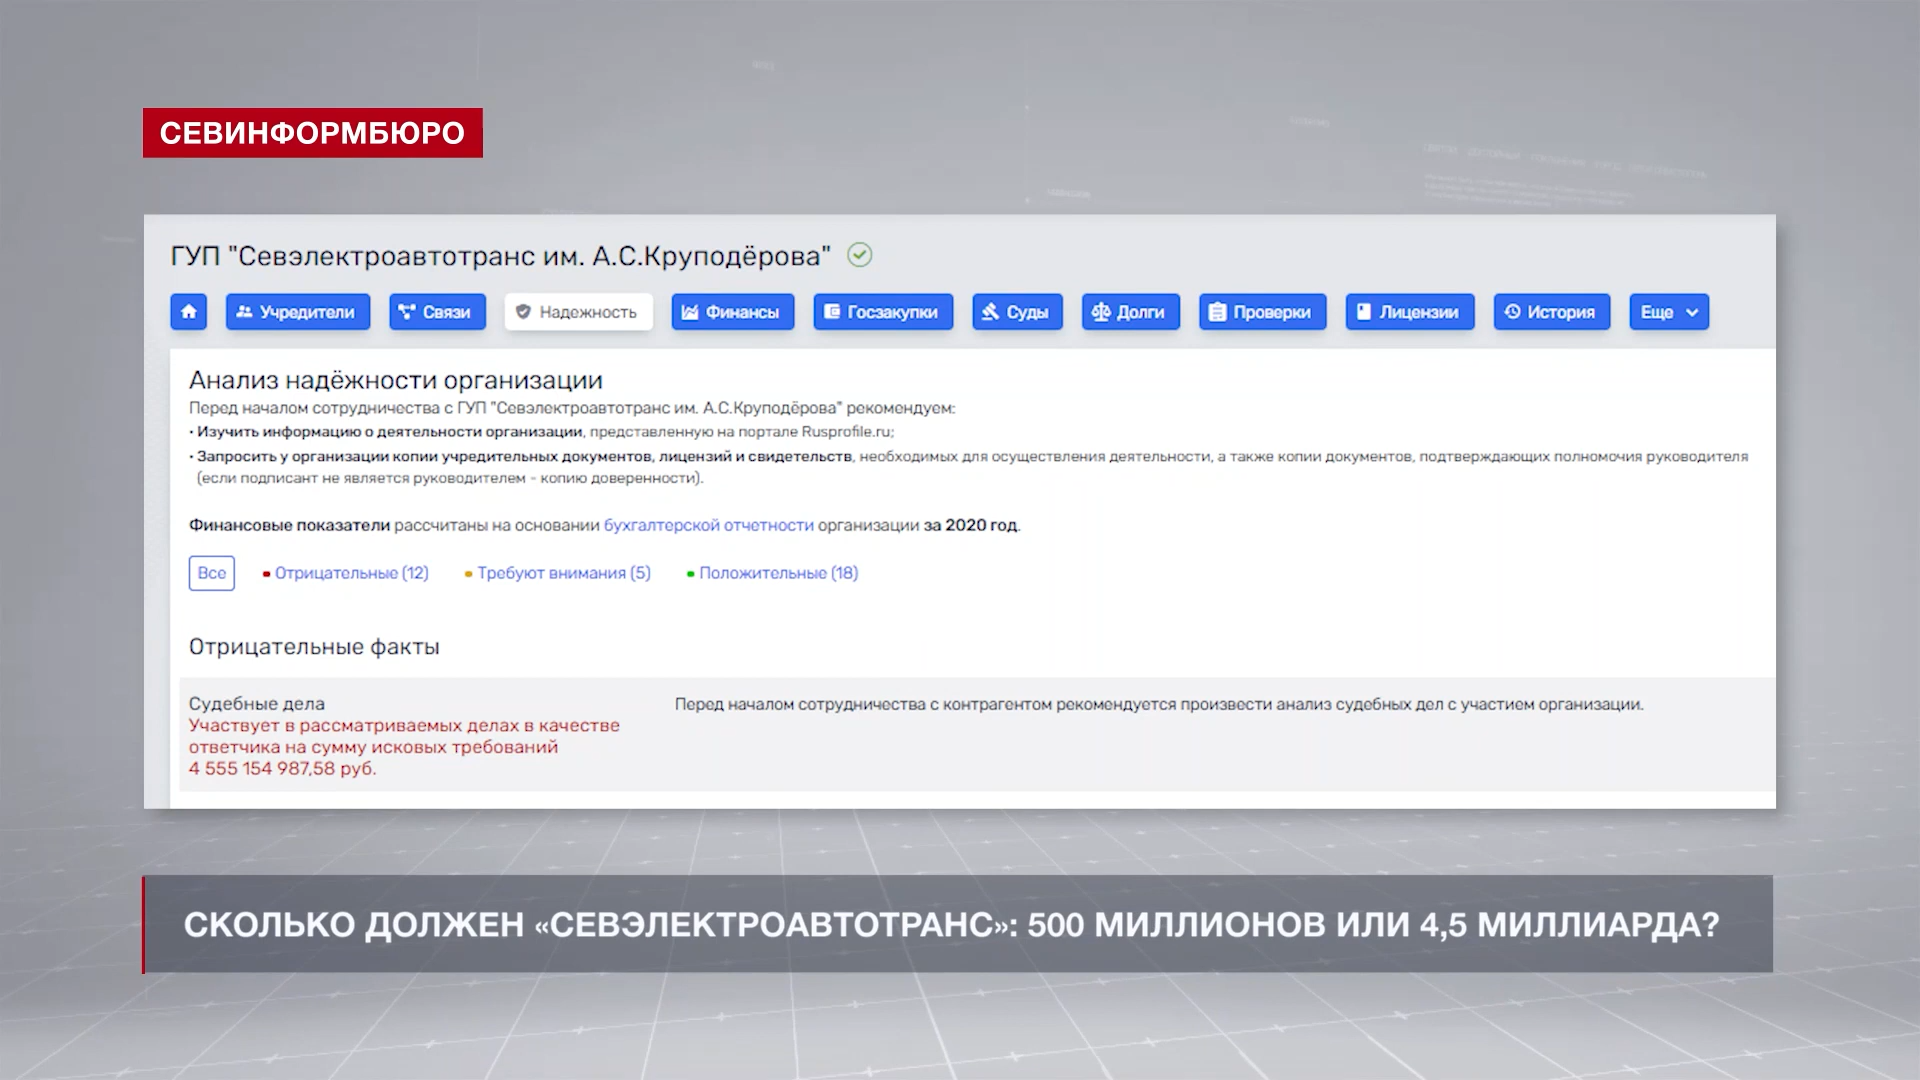 СЕВИНФОРМБЮРО
ГУП "Севэлектроавтотранс им. А.С.Круподёрова"
Учредители Связи Надежность Финансы Госзакупки Суды Долги Проверки Лицензии История Еще
Анализ надёжности организации
Перед началом сотрудничества с ГУП "Севэлектроавтотранс им. А.С.Круподёрова" рекомендуем:
· Изучить информацию о деятельности организации, представленную на портале Rusprofile.ru;
· Запросить у организации копии учредительных документов, лицензий и свидетельств, необходимых для осуществления деятельности, а также копии документов, подтверждающих полномочия руководителя
(если подписант не является руководителем - копию доверенности).
Финансовые показатели рассчитаны на основании бухгалтерской отчетности организации за 2020 год.
Все Отрицательные (12) Требуют внимания (5) Положительные (18)
Отрицательные факты
Судебные дела
Перед началом сотрудничества с контрагентом рекомендуется произвести анализ судебных дел с участием организации.
Участвует в рассматриваемых делах в качестве
ответчика на сумму исковых требований
4 555 154 987,58 руб.
СКОЛЬКО ДОЛЖЕН «СЕВЭЛЕКТРОАВТОТРАНС»: 500 МИЛЛИОНОВ ИЛИ 4,5 МИЛЛИАРДА?